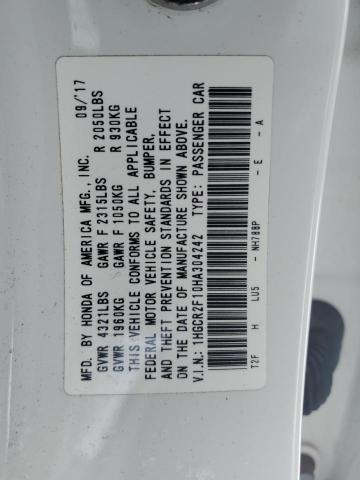 MFD. BY HONDA OF AMERICA MFG., INC. 09/'17
GVWR 4321LBS GAWR F 2315LBS R 2050LBS
GVWR 1960KG GAWR F 1050KG R 930KG
THIS VEHICLE CONFORMS TO ALL APPLICABLE
FEDERAL MOTOR VEHICLE SAFETY, BUMPER,
AND THEFT PREVENTION STANDARDS IN EFFECT
ON THE DATE OF MANUFACTURE SHOWN ABOVE.
V.I.N.: 1HGCR2F10HA304242 TYPE: PASSENGER CAR
T2F H LU5 - NH788P - E - A